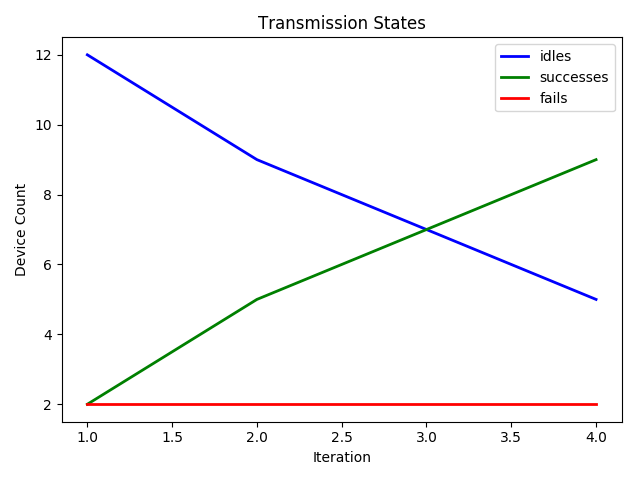 Transmission States
idles
successes
fails
12
10
8
6
4
2
Device Count
1.0 1.5 2.0 2.5 3.0 3.5 4.0
Iteration